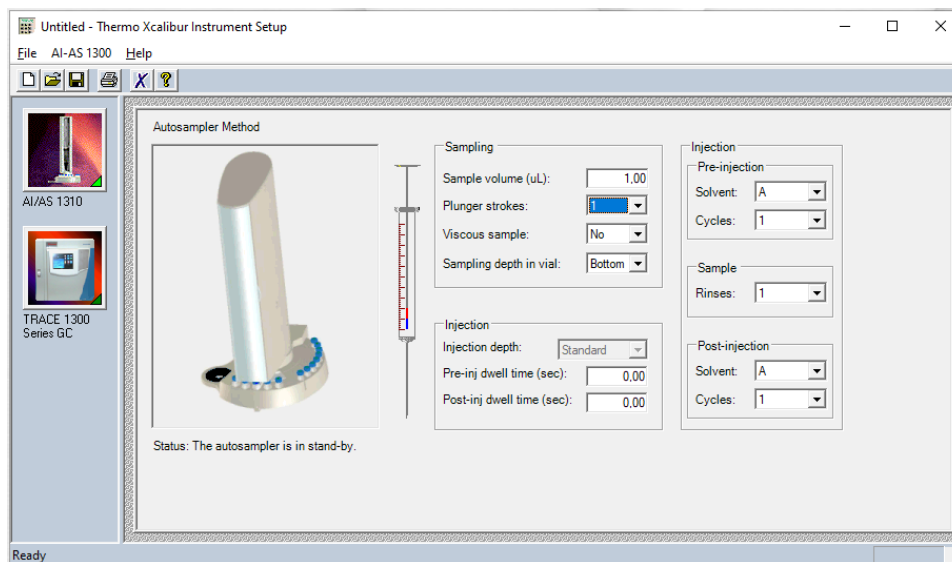 Untitled - Thermo Xcalibur Instrument Setup
File AI-AS 1300 Help
AI/AS 1310
TRACE 1300
Series GC
Autosampler Method
Status: The autosampler is in stand-by.
Sampling
Sample volume (uL): 1,00
Plunger strokes: 1
Viscous sample: No
Sampling depth in vial: Bottom
Injection
Injection depth: Standard
Pre-inj dwell time (sec): 0,00
Post-inj dwell time (sec): 0,00
Injection
Pre-injection
Solvent: A
Cycles: 1
Sample
Rinses: 1
Post-injection
Solvent: A
Cycles: 1
Ready